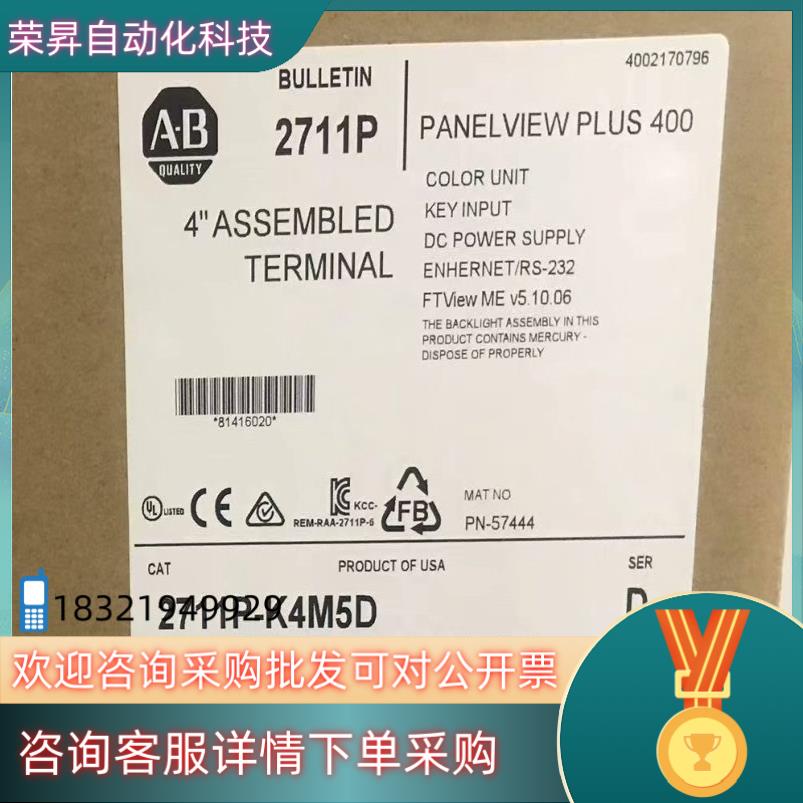 荣昇自动化科技
4002170796
BULLETIN
2711P
PANELVIEW PLUS 400
A-B
QUALITY
4" ASSEMBLED
TERMINAL
COLOR UNIT
KEY INPUT
DC POWER SUPPLY
ENHERNET/RS-232
FTView ME v5.10.06
THE BACKLIGHT ASSEMBLY IN THIS
PRODUCT CONTAINS MERCURY -
DISPOSE OF PROPERLY
*81416020*
UL LISTED
CE
KCC-
REM-RAA-2711P-6
FB
MAT NO
PN-57444
CAT
PRODUCT OF USA
SER
2711P-K4M5D
D
18321949929
欢迎咨询采购批发可对公开票
咨询客服详情下单采购